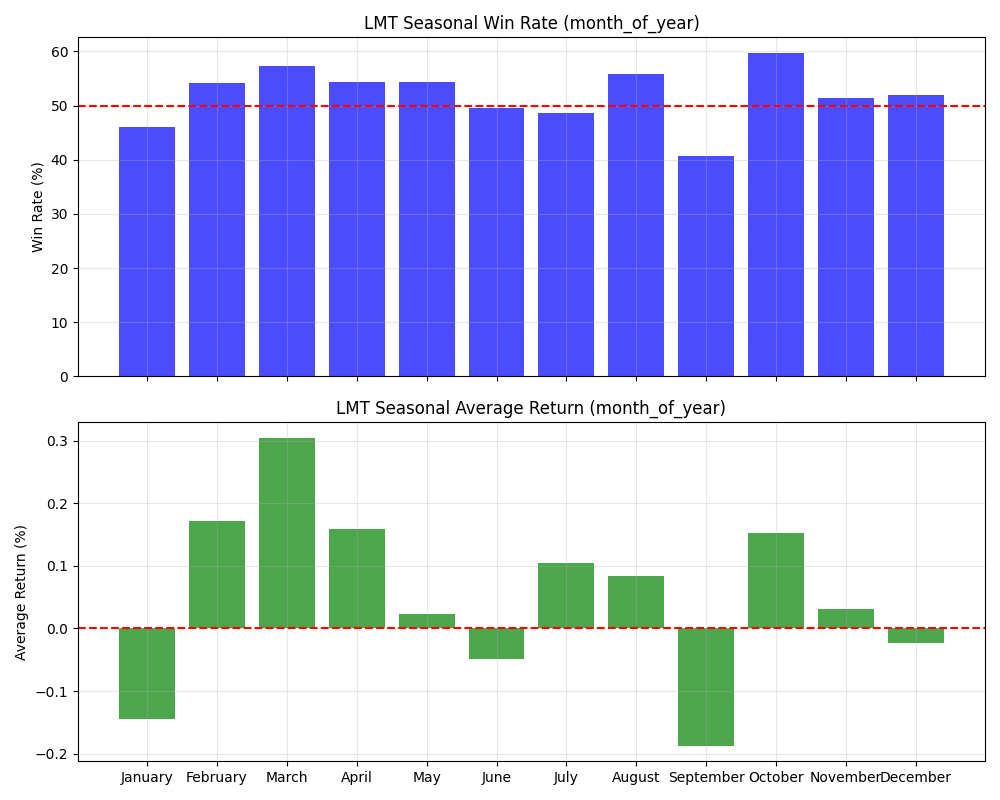 LMT Seasonal Win Rate (month_of_year)
60
50
40
30
20
10
0
Win Rate (%)
LMT Seasonal Average Return (month_of_year)
0.3
0.2
0.1
0.0
−0.1
−0.2
Average Return (%)
January February March April May June July August September October November December